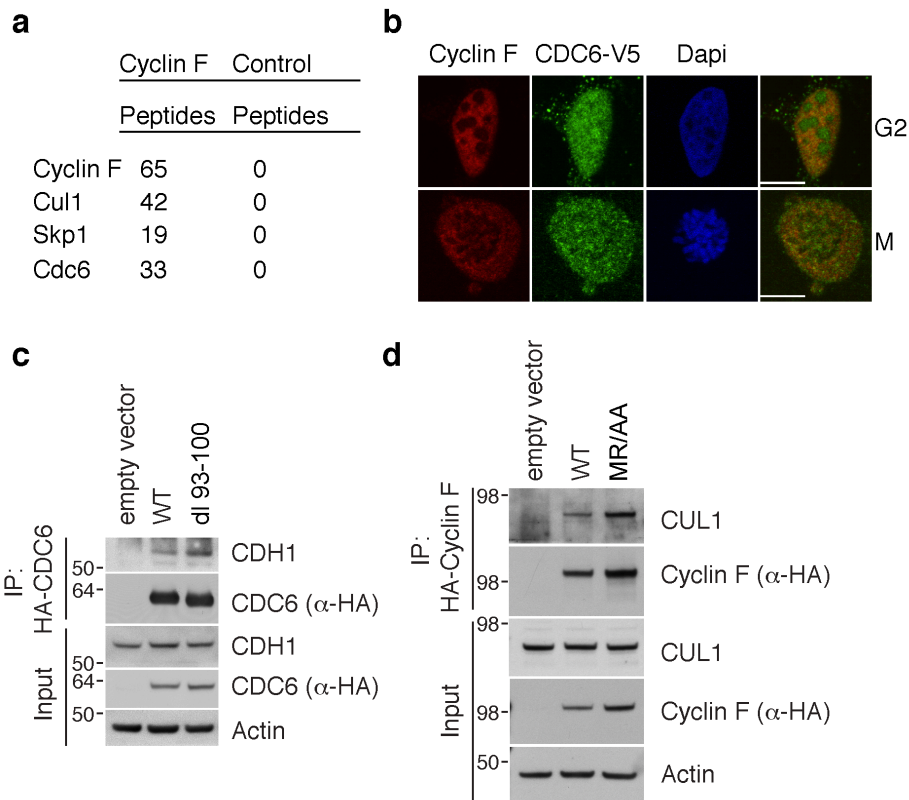 a
Cyclin F Control
Peptides Peptides
Cyclin F 65 0
Cul1 42 0
Skp1 19 0
Cdc6 33 0
b
Cyclin F CDC6-V5 Dapi
G2
M
c
empty vector
WT
dl 93-100
IP:
HA-CDC6
50- CDH1
64- CDC6 (α-HA)
Input
50- CDH1
64- CDC6 (α-HA)
50- Actin
d
empty vector
WT
MR/AA
IP:
HA-Cyclin F
98- CUL1
98- Cyclin F (α-HA)
Input
98- CUL1
98- Cyclin F (α-HA)
50- Actin